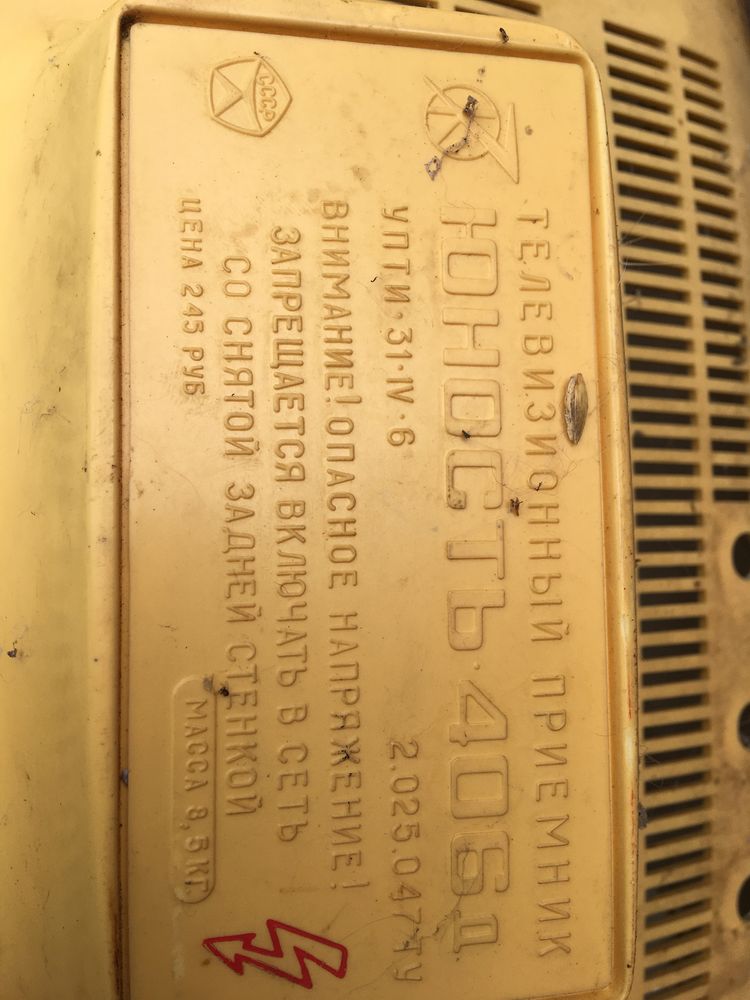 ТЕЛЕВИЗИОННЫЙ ПРИЕМНИК
ЮНОСТЬ·406д
УПТИ·31·IV·6 2.025.047 ТУ
ВНИМАНИЕ! ОПАСНОЕ НАПРЯЖЕНИЕ!
ЗАПРЕЩАЕТСЯ ВКЛЮЧАТЬ В СЕТЬ
СО СНЯТОЙ ЗАДНЕЙ СТЕНКОЙ
СССР
ЦЕНА 245 РУБ МАССА 8,5 КГ.